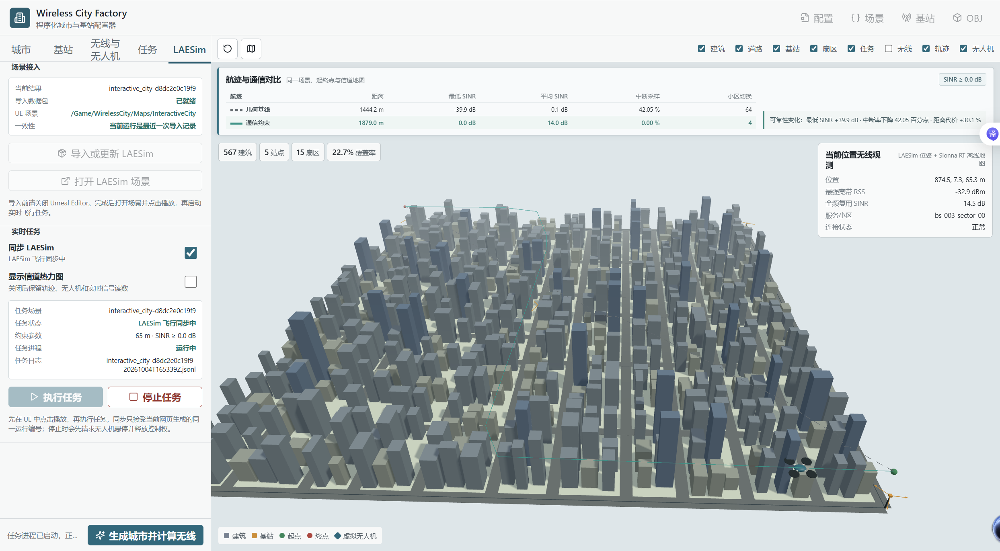 Wireless City Factory
程序化城市与基站配置器
配置
场景
基站
OBJ
城市
基站
无线与
无人机
任务
LAESim
建筑
道路
基站
扇区
任务
无线
轨迹
无人机
场景接入
当前结果 interactive_city-d8dc2e0c19f9
导入数据包 已就绪
UE 场景 /Game/WirelessCity/Maps/InteractiveCity
一致性 当前运行是最近一次导入记录
导入或更新 LAESim
打开 LAESim 场景
导入前请关闭 Unreal Editor。完成后打开场景并点击播放，再启动
实时飞行任务。
实时任务
同步 LAESim
LAESim 飞行同步中
显示信道热力图
关闭后保留轨迹、无人机和实时信号读数
任务场景 interactive_city-d8dc2e0c19f9
任务状态 LAESim 飞行同步中
约束参数 65 m · SINR ≥ 0.0 dB
任务进程 运行中
任务日志 interactive_city-d8dc2e0c19f9-
20261004T165339Z.jsonl
执行任务
停止任务
先在 UE 中点击播放，再执行任务。同步只接受当前网页生成的同
一运行编号；停止时会先请求无人机悬停并释放控制权。
任务进程已启动，正...
生成城市并计算无线
航迹与通信对比 同一场景、起终点与信道地图
SINR ≥ 0.0 dB
航迹 距离 最低 SINR 平均 SINR 中断采样 小区切换
几何基线 1444.2 m -39.9 dB 0.1 dB 42.05 % 64
通信约束 1879.0 m 0.0 dB 14.0 dB 0.00 % 4
可靠性变化：最低 SINR +39.9 dB · 中断率下降 42.05 百分点 · 距离代价 +30.1 %
译
567 建筑
5 站点
15 扇区
22.7% 覆盖率
当前位置无线观
测
LAESim 位姿 + Sionna RT 离线地
图
位置 874.5, 7.3, 65.3 m
最强宽带 RSS -32.9 dBm
全频复用 SINR 14.5 dB
服务小区 bs-003-sector-00
连接状态 正常
建筑
基站
起点
终点
虚拟无人机